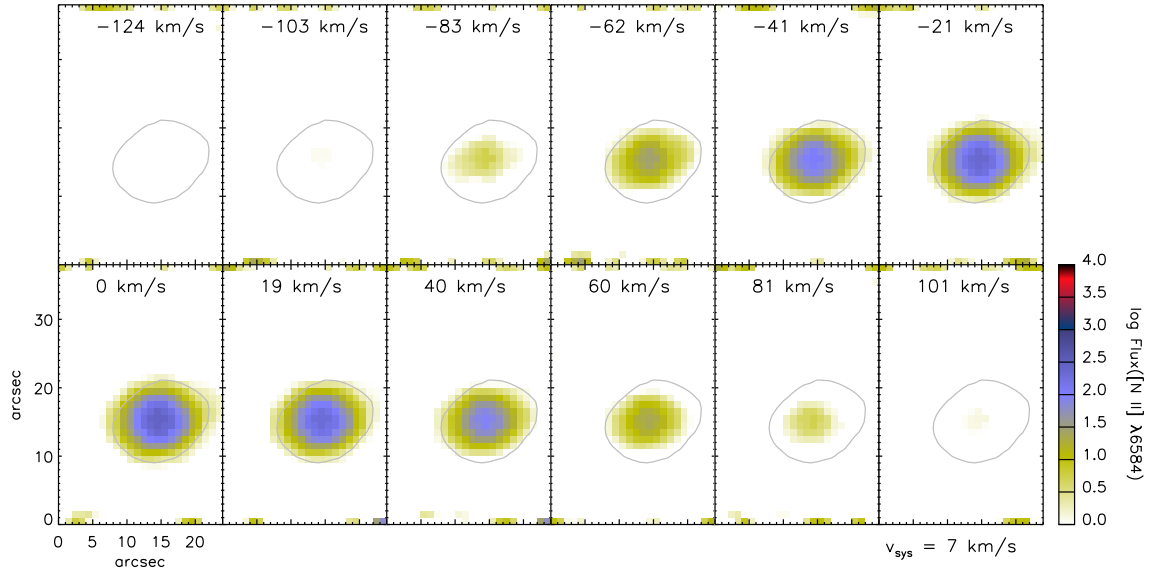 −124 km/s −103 km/s −83 km/s −62 km/s −41 km/s −21 km/s
0 km/s 19 km/s 40 km/s 60 km/s 81 km/s 101 km/s
30
20
10
0
arcsec
0 5 10 15 20
arcsec
v_sys = 7 km/s
4.0
3.5
3.0
2.5
2.0
1.5
1.0
0.5
0.0
log Flux([N II] λ6584)